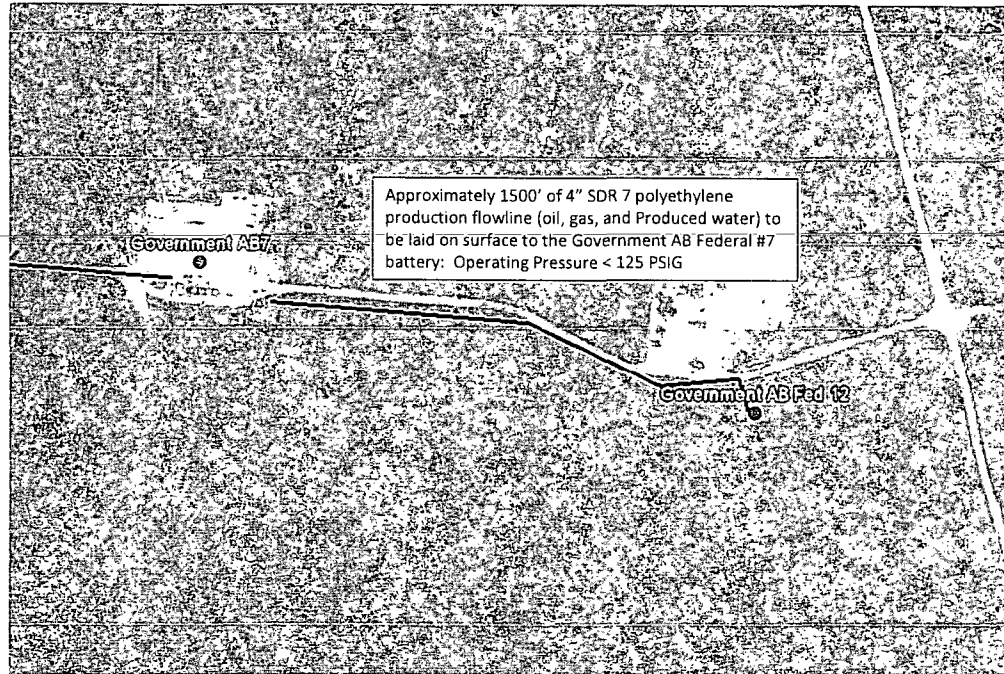 Approximately 1500' of 4" SDR 7 polyethylene
production flowline (oil, gas, and Produced water) to
be laid on surface to the Government AB Federal #7
battery: Operating Pressure < 125 PSIG
Government AB7
Government AB Fed 12